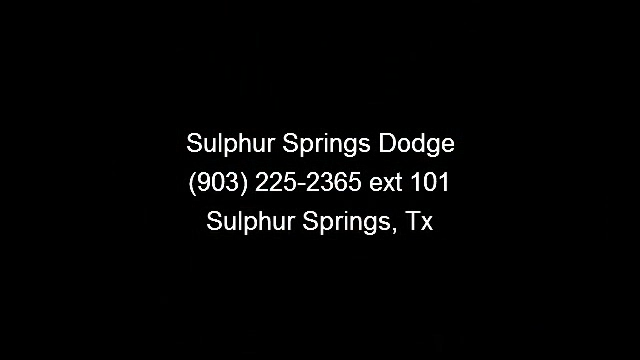 Sulphur Springs Dodge
(903) 225-2365 ext 101
Sulphur Springs, Tx